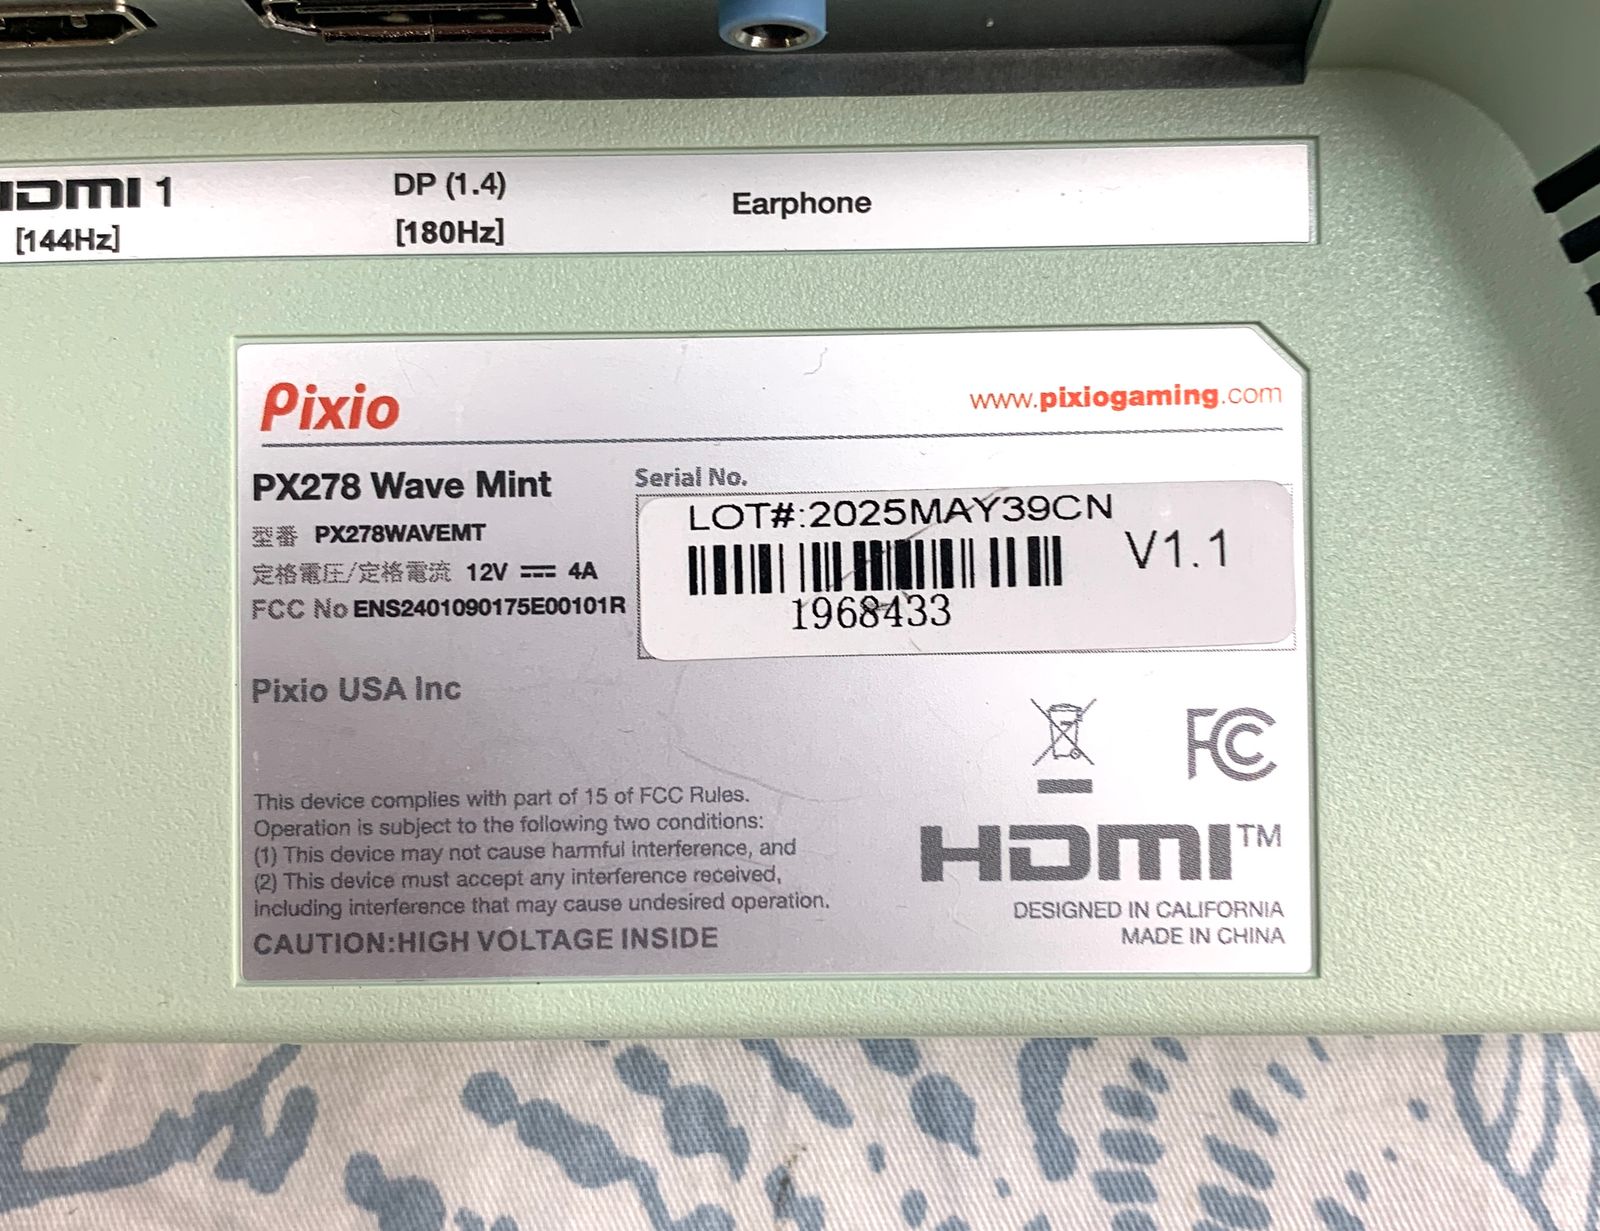 HDMI 1
[144Hz]
DP (1.4)
[180Hz]
Earphone
Pixio
www.pixiogaming.com
PX278 Wave Mint
型番 PX278WAVEMT
定格電圧/定格電流 12V 4A
FCC No ENS2401090175E00101R
Serial No.
LOT#:2025MAY39CN
V1.1
1968433
Pixio USA Inc
FC
This device complies with part of 15 of FCC Rules.
Operation is subject to the following two conditions:
(1) This device may not cause harmful interference, and
(2) This device must accept any interference received,
including interference that may cause undesired operation.
CAUTION:HIGH VOLTAGE INSIDE
HDMI™
DESIGNED IN CALIFORNIA
MADE IN CHINA